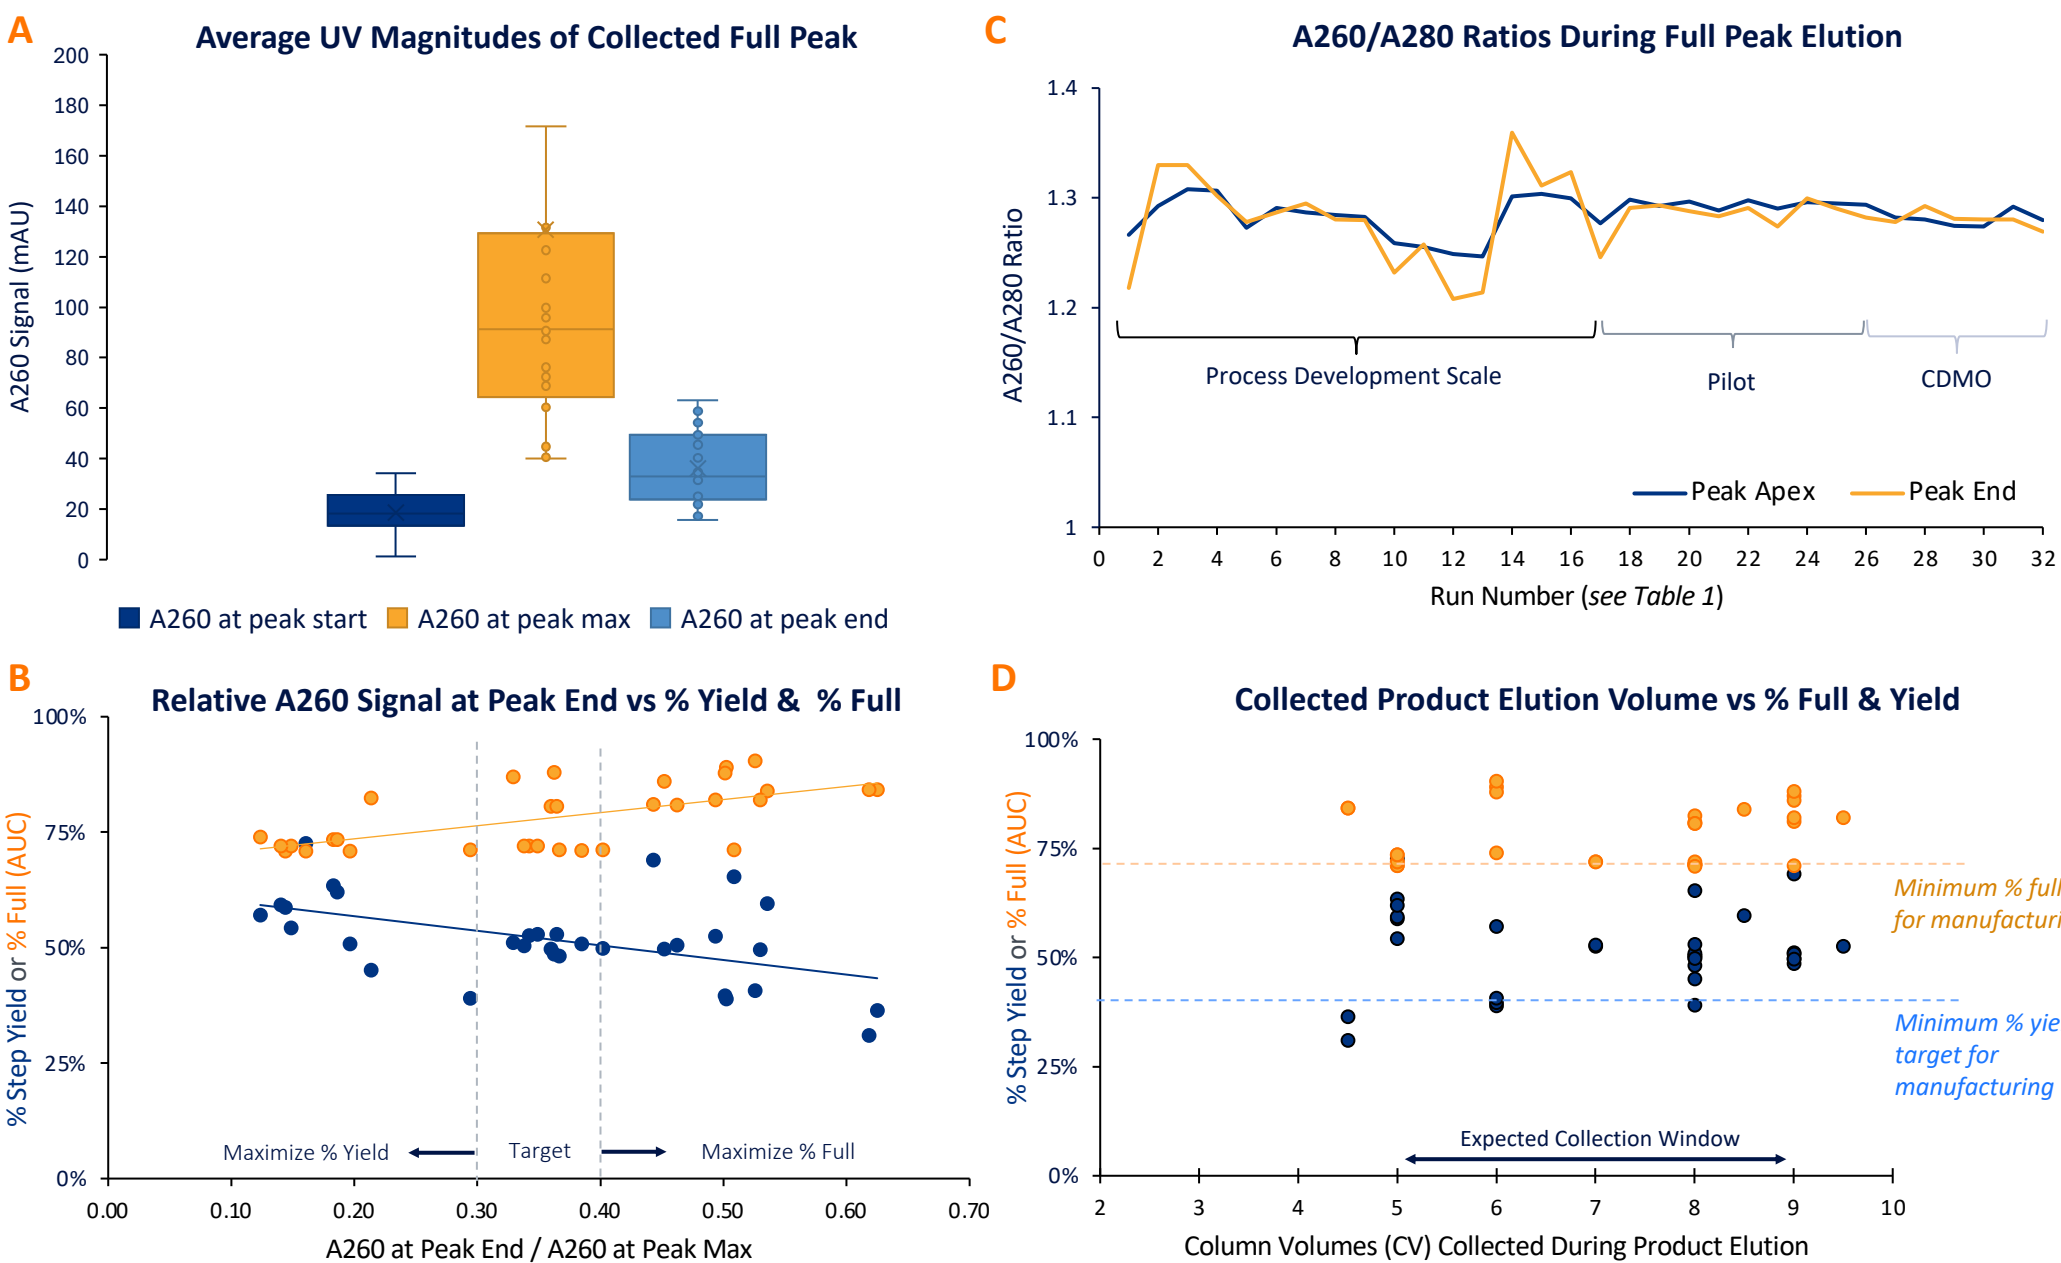 A
Average UV Magnitudes of Collected Full Peak
A260 Signal (mAU)
200
180
160
140
120
100
80
60
40
20
0
A260 at peak start
A260 at peak max
A260 at peak end
C
A260/A280 Ratios During Full Peak Elution
A260/A280 Ratio
1.4
1.3
1.2
1.1
1
Process Development Scale
Pilot
CDMO
Peak Apex
Peak End
0 2 4 6 8 10 12 14 16 18 20 22 24 26 28 30 32
Run Number (see Table 1)
B
Relative A260 Signal at Peak End vs % Yield & % Full
% Step Yield or % Full (AUC)
100%
75%
50%
25%
0%
Maximize % Yield
Target
Maximize % Full
0.00 0.10 0.20 0.30 0.40 0.50 0.60 0.70
A260 at Peak End / A260 at Peak Max
D
Collected Product Elution Volume vs % Full & Yield
% Step Yield or % Full (AUC)
100%
75%
50%
25%
0%
Minimum % full
for manufacturi
Minimum % yie
target for
manufacturing
Expected Collection Window
2 3 4 5 6 7 8 9 10
Column Volumes (CV) Collected During Product Elution